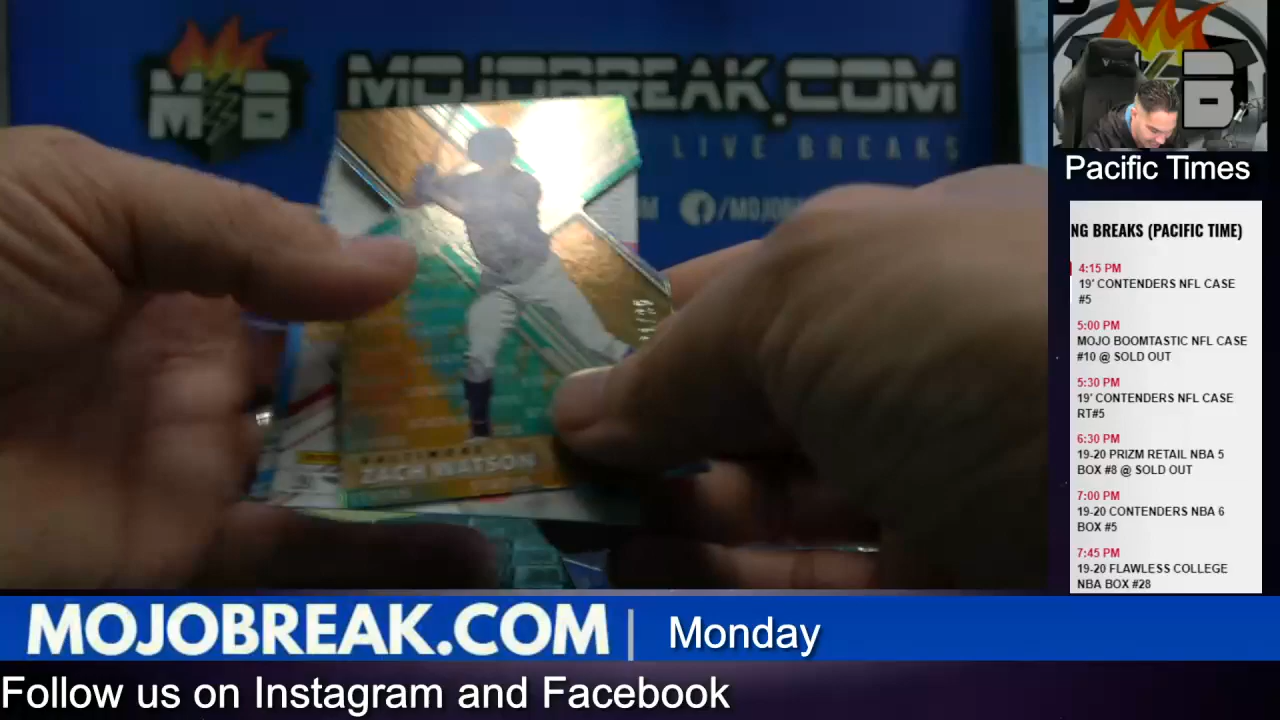 MB
MOJOBREAK.COM
LIVE BREAKS
/MOJOB
BALTIMORE
ZACH WATSON
B
Pacific Times
NG BREAKS (PACIFIC TIME)
4:15 PM
19' CONTENDERS NFL CASE
#5
5:00 PM
MOJO BOOMTASTIC NFL CASE
#10 @ SOLD OUT
5:30 PM
19' CONTENDERS NFL CASE
RT#5
6:30 PM
19-20 PRIZM RETAIL NBA 5
BOX #8 @ SOLD OUT
7:00 PM
19-20 CONTENDERS NBA 6
BOX #5
7:45 PM
19-20 FLAWLESS COLLEGE
NBA BOX #28
MOJOBREAK.COM | Monday
Follow us on Instagram and Facebook